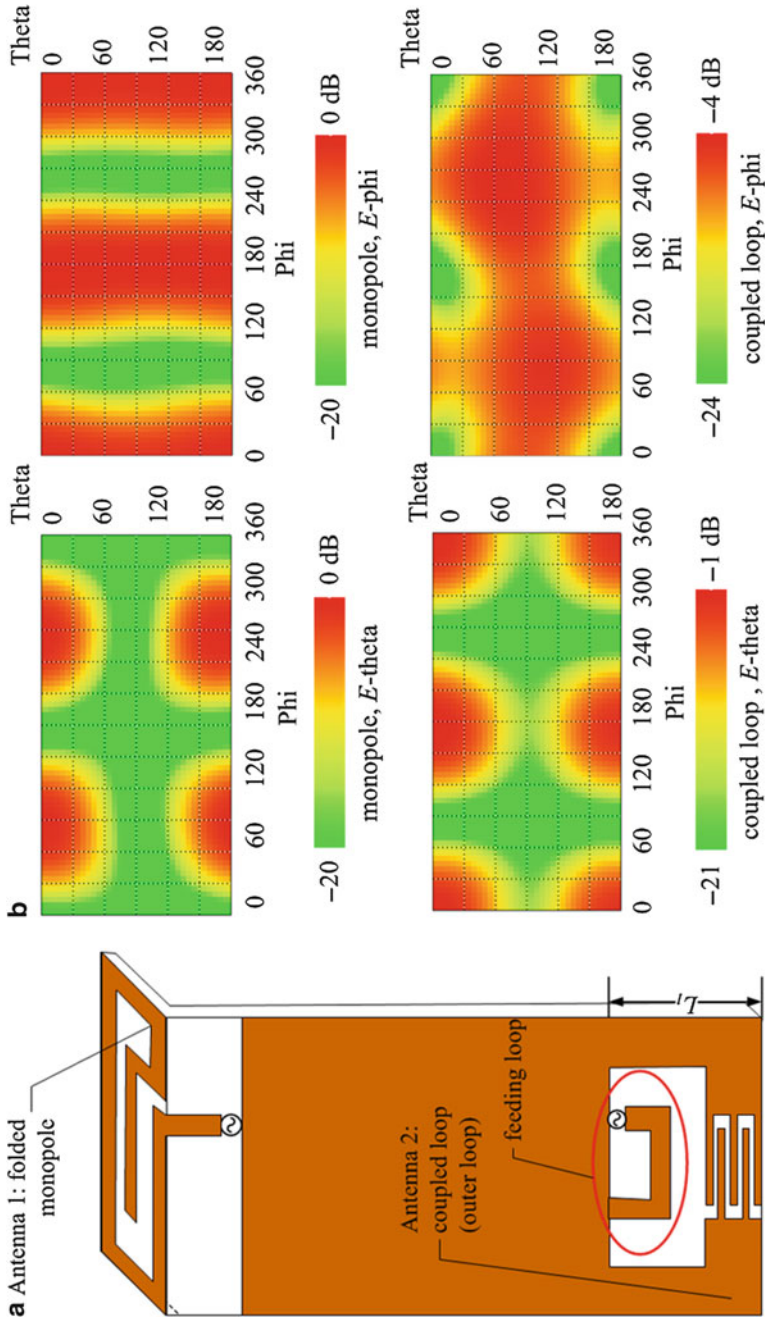 a Antenna 1: folded
monopole
Antenna 2:
coupled loop
(outer loop)
feeding loop
L1
b
Theta
0
60
120
180
0 60 120 180 240 300 360
Phi
−20 0 dB
monopole, E-theta
Theta
0
60
120
180
0 60 120 180 240 300 360
Phi
−20 0 dB
monopole, E-phi
Theta
0
60
120
180
0 60 120 180 240 300 360
Phi
−21 −1 dB
coupled loop , E-theta
Theta
0
60
120
180
0 60 120 180 240 300 360
Phi
−24 −4 dB
coupled loop, E-phi